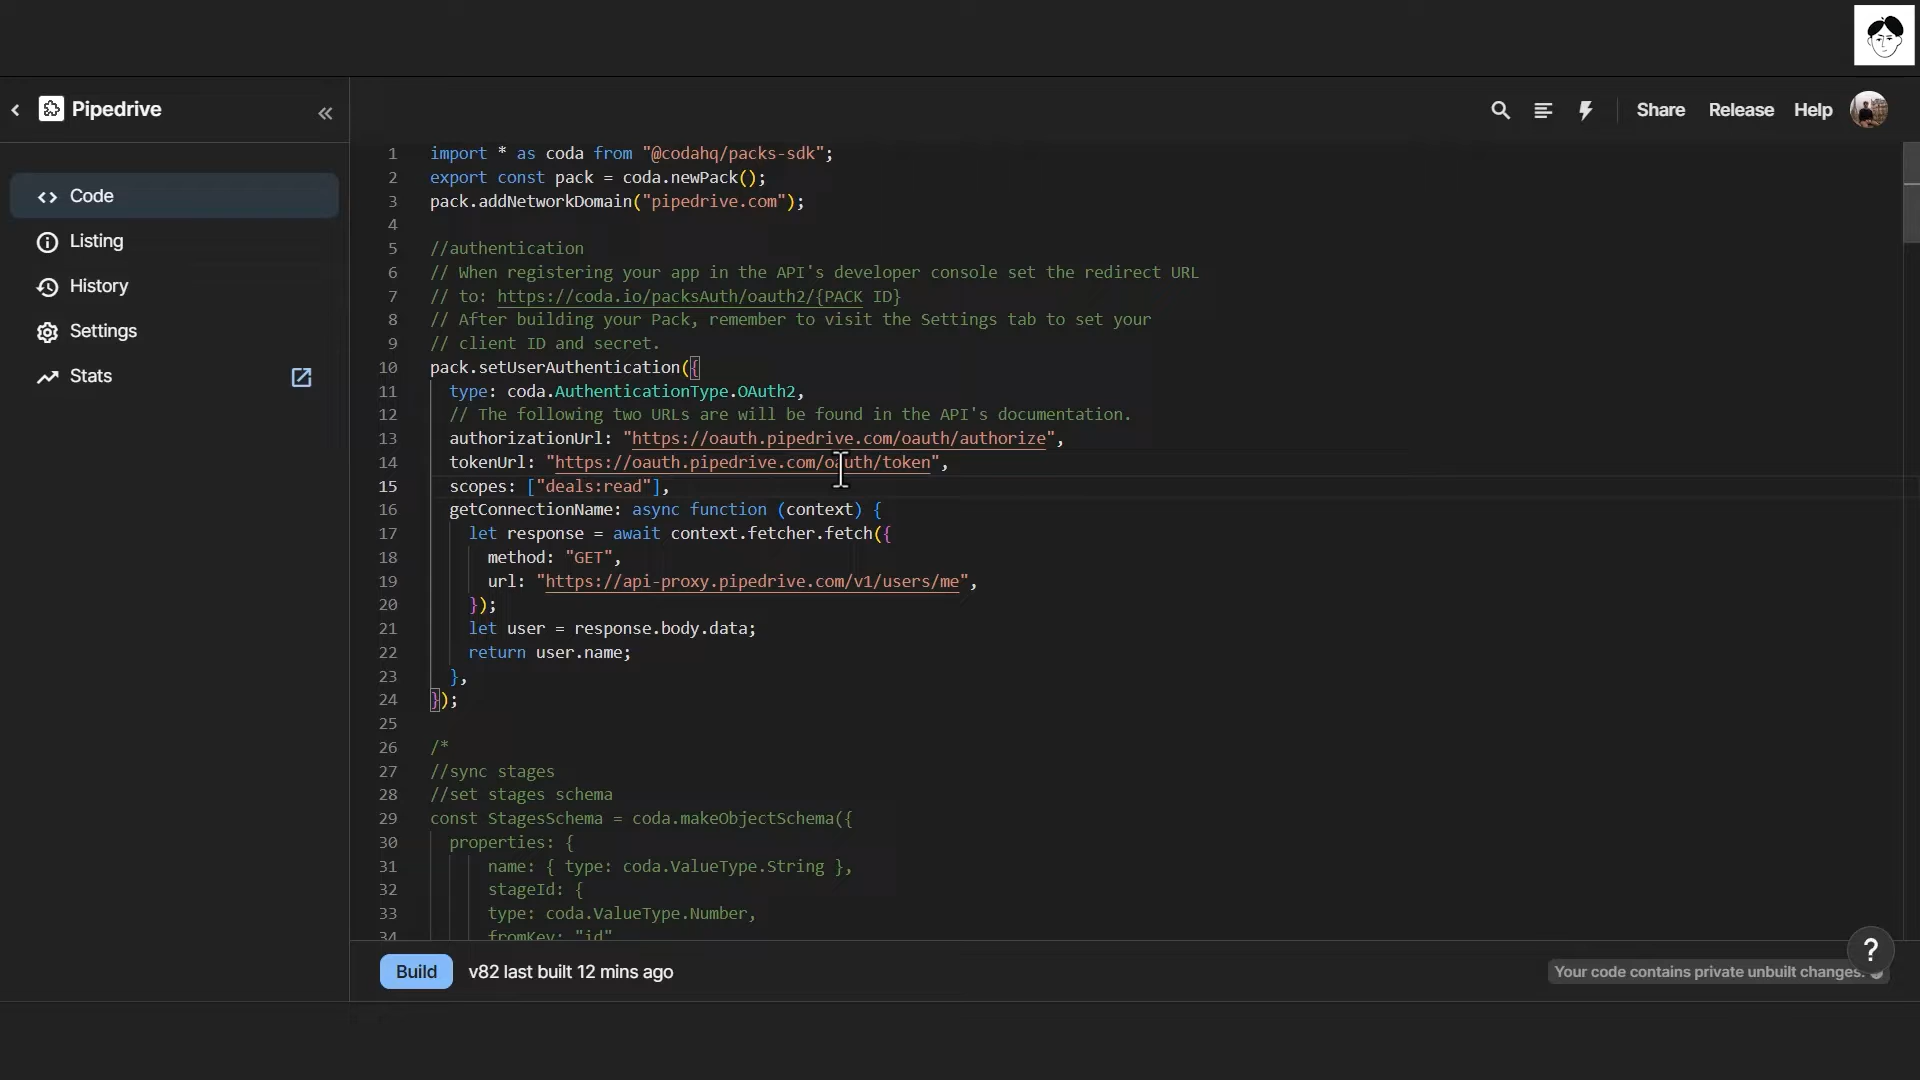 Pipedrive
Share
Release
Help
Code
Listing
History
Settings
Stats
1 import * as coda from "@codahq/packs-sdk";
2 export const pack = coda.newPack();
3 pack.addNetworkDomain("pipedrive.com");
4
5 //authentication
6 // When registering your app in the API's developer console set the redirect URL
7 // to: https://coda.io/packsAuth/oauth2/{PACK ID}
8 // After building your Pack, remember to visit the Settings tab to set your
9 // client ID and secret.
10 pack.setUserAuthentication({
11 type: coda.AuthenticationType.OAuth2,
12 // The following two URLs are will be found in the API's documentation.
13 authorizationUrl: "https://oauth.pipedrive.com/oauth/authorize",
14 tokenUrl: "https://oauth.pipedrive.com/oauth/token",
15 scopes: ["deals:read"],
16 getConnectionName: async function (context) {
17 let response = await context.fetcher.fetch({
18 method: "GET",
19 url: "https://api-proxy.pipedrive.com/v1/users/me",
20 });
21 let user = response.body.data;
22 return user.name;
23 },
24 });
25
26 /*
27 //sync stages
28 //set stages schema
29 const StagesSchema = coda.makeObjectSchema({
30 properties: {
31 name: { type: coda.ValueType.String },
32 stageId: {
33 type: coda.ValueType.Number,
34 fromKey: "id"
Build
v82 last built 12 mins ago
Your code contains private unbuilt changes.
?